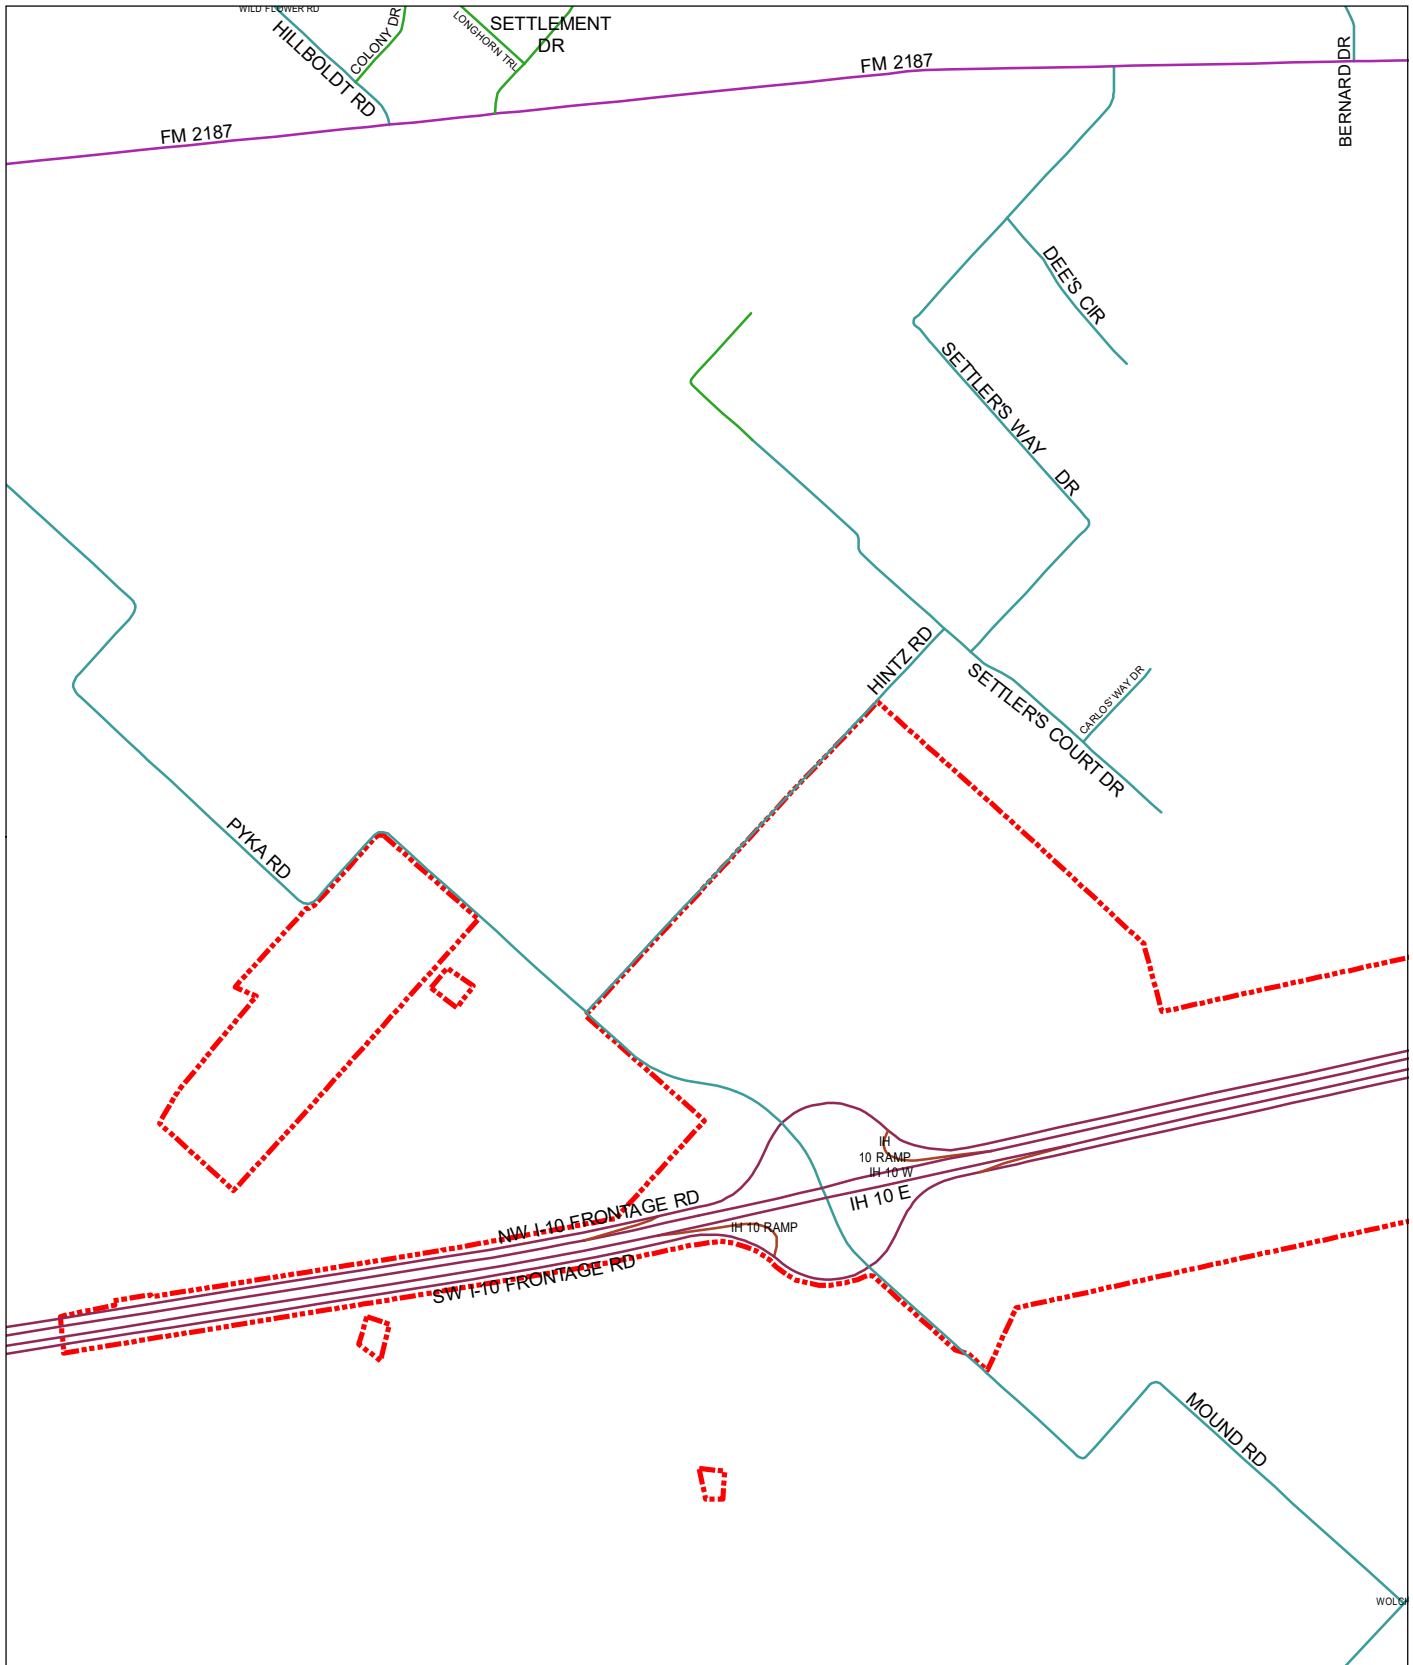 WILD FLOWER RD
HILLBOLDT RD
COLONY DR
LONGHORN TRL
SETTLEMENT
DR
FM 2187
FM 2187
BERNARD DR
DEE'S CIR
SETTLER'S WAY DR
HINTZ RD
SETTLER'S COURT DR
CARLOS' WAY DR
PYKA RD
IH
10 RAMP
IH 10 W
IH 10 E
NW I-10 FRONTAGE RD
IH 10 RAMP
SW I-10 FRONTAGE RD
MOUND RD